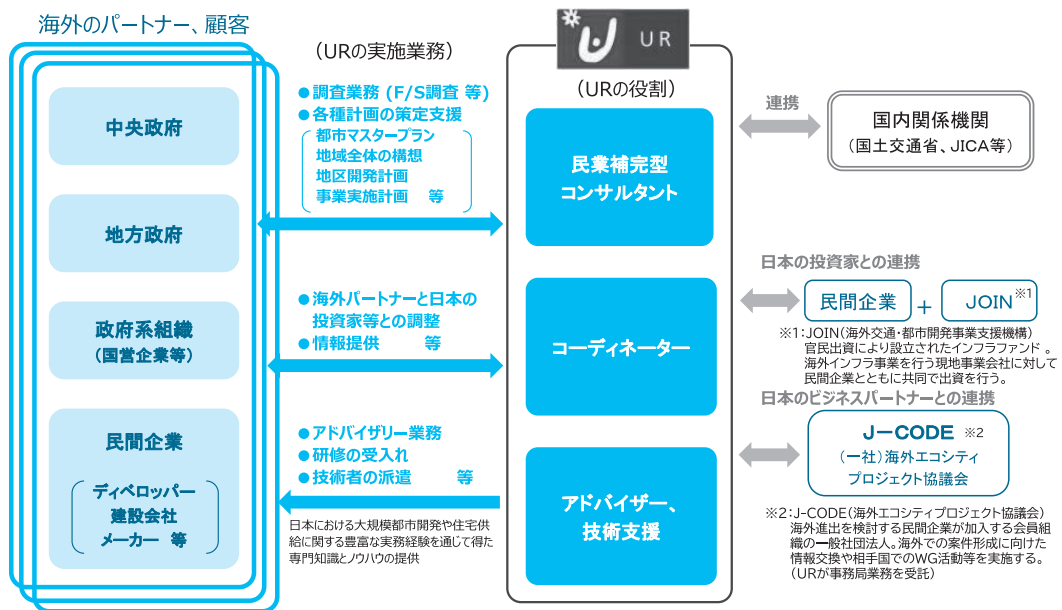 海外のパートナー、顧客
中央政府
地方政府
政府系組織
(国営企業等)
民間企業
ディベロッパー
建設会社
メーカー 等
(URの実施業務)
●調査業務 (F/S調査 等)
●各種計画の策定支援
都市マスタープラン
地域全体の構想
地区開発計画
事業実施計画 等
●海外パートナーと日本の
投資家等との調整
●情報提供 等
●アドバイザリー業務
●研修の受入れ
●技術者の派遣 等
日本における大規模都市開発や住宅供
給に関する豊富な実務経験を通じて得た
専門知識とノウハウの提供
UR
(URの役割)
民業補完型
コンサルタント
コーディネーター
アドバイザー、
技術支援
連携
国内関係機関
(国土交通省、JICA等)
日本の投資家との連携
民間企業 + JOIN※1
※1:JOIN(海外交通・都市開発事業支援機構)
官民出資により設立されたインフラファンド 。
海外インフラ事業を行う現地事業会社に対して
民間企業とともに共同で出資を行う。
日本のビジネスパートナーとの連携
J－CODE ※2
(一社)海外エコシティ
プロジェクト協議会
※2:J-CODE(海外エコシティプロジェクト協議会)
海外進出を検討する民間企業が加入する会員組
織の一般社団法人。海外での案件形成に向けた
情報交換や相手国でのWG活動等を実施する。
(URが事務局業務を受託)